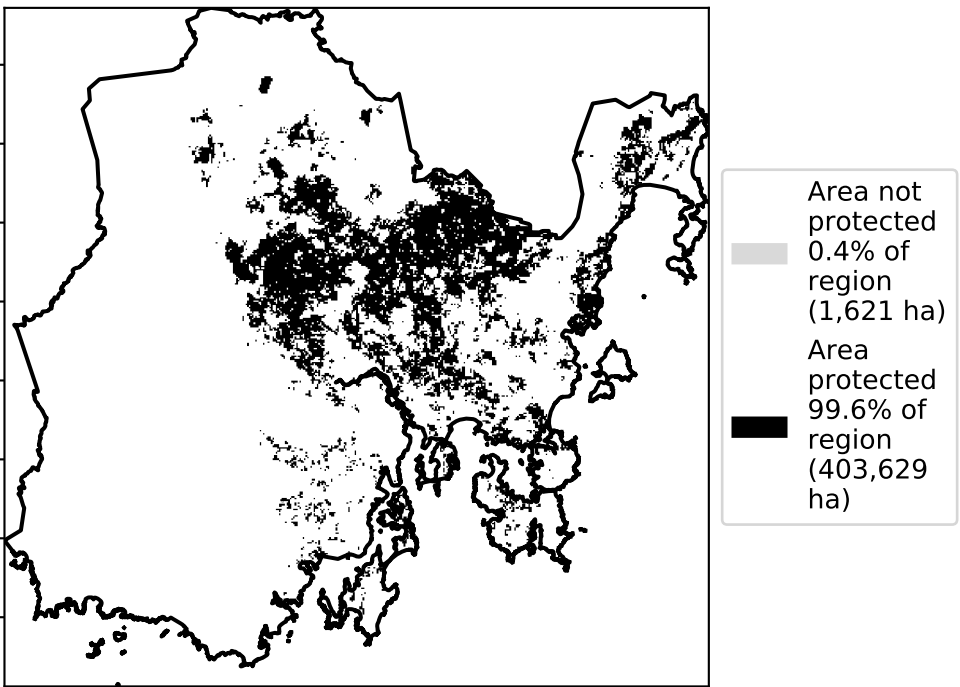 Area not
protected
0.4% of
region
(1,621 ha)
Area
protected
99.6% of
region
(403,629
ha)